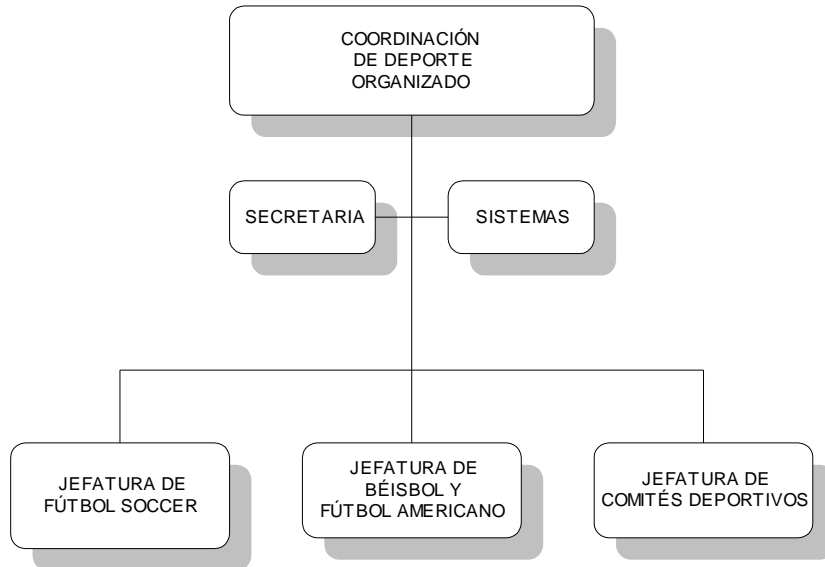 COORDINACIÓN
DE DEPORTE
ORGANIZADO
SECRETARIA
SISTEMAS
JEFATURA DE
FÚTBOL SOCCER
JEFATURA DE
BÉISBOL Y
FÚTBOL AMERICANO
JEFATURA DE
COMITÉS DEPORTIVOS